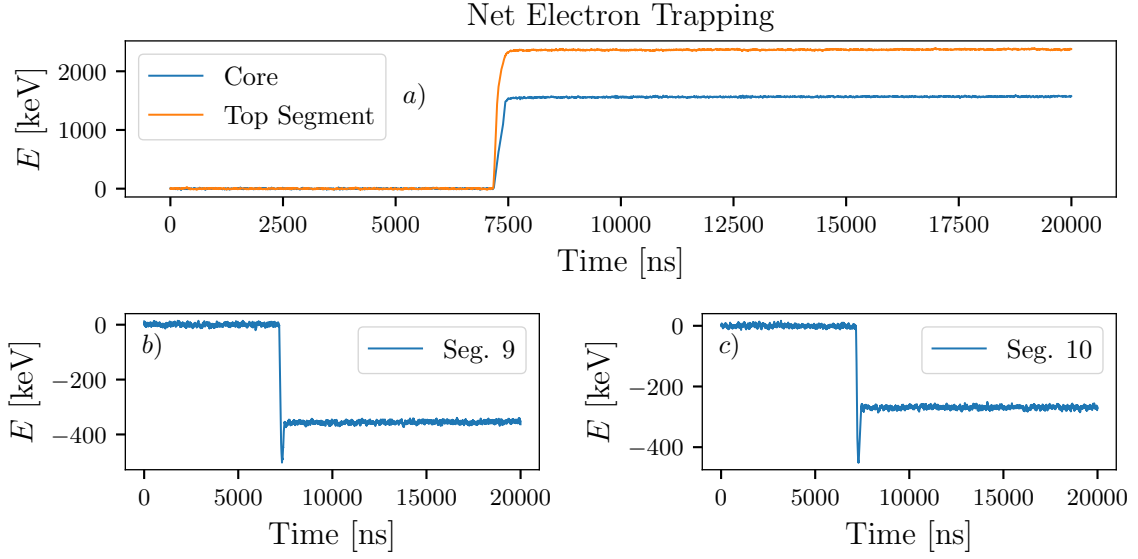 Net Electron Trapping
E [keV]
2000
1000
0
Core
Top Segment
a)
0 2500 5000 7500 10000 12500 15000 17500 20000
Time [ns]
E [keV]
0
−200
−400
b)
Seg. 9
0 5000 10000 15000 20000
Time [ns]
E [keV]
0
−200
−400
c)
Seg. 10
0 5000 10000 15000 20000
Time [ns]